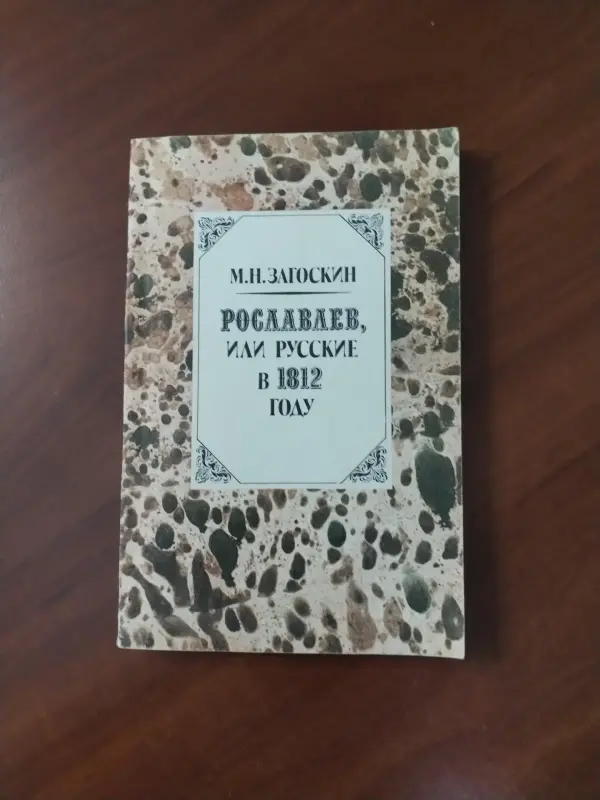 М.Н.ЗАГОСКИН
РОСЛАВЛЕВ,
ИЛИ РУССКИЕ
В 1812
ГОДУ